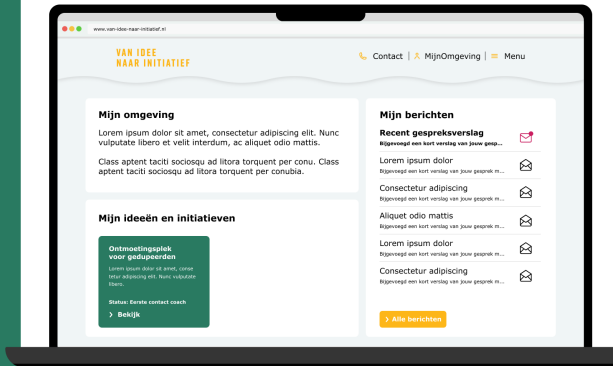 www.van-idee-naar-initiatief.nl
VAN IDEE
NAAR INITIATIEF
Contact | MijnOmgeving | Menu
Mijn omgeving
Lorem ipsum dolor sit amet, consectetur adipiscing elit. Nunc
vulputate libero et velit interdum, ac aliquet odio mattis.
Class aptent taciti sociosqu ad litora torquent per conu. Class
aptent taciti sociosqu ad litora torquent per conubia.
Mijn ideeën en initiatieven
Ontmoetingsplek
voor gedupeerden
Lorem ipsum dolor sit amet, conse
tetur adipiscing elit. Nunc vulputate
libero.
Status: Eerste contact coach
Bekijk
Mijn berichten
Recent gespreksverslag
Bijgevoegd een kort verslag van jouw gesp...
Lorem ipsum dolor
Bijgevoegd een kort verslag van jouw gesprek m...
Consectetur adipiscing
Bijgevoegd een kort verslag van jouw gesprek m...
Aliquet odio mattis
Bijgevoegd een kort verslag van jouw gesprek m...
Lorem ipsum dolor
Bijgevoegd een kort verslag van jouw gesprek m...
Consectetur adipiscing
Bijgevoegd een kort verslag van jouw gesprek m...
Alle berichten